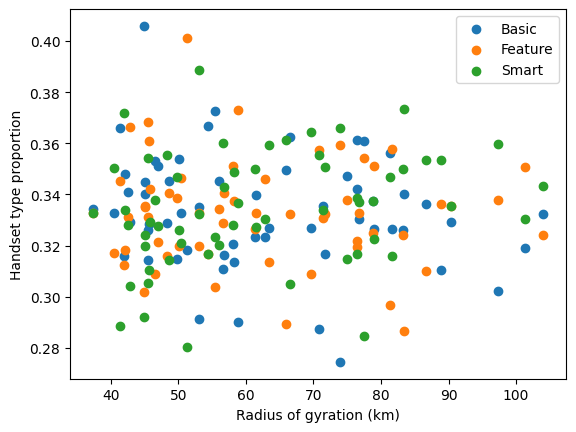 Basic
Feature
Smart
Handset type proportion
0.40
0.38
0.36
0.34
0.32
0.30
0.28
40 50 60 70 80 90 100
Radius of gyration (km)